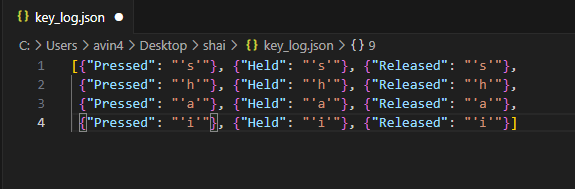 {} key_log.json ●
C: > Users > avin4 > Desktop > shai > {} key_log.json > {} 9
1 [{"Pressed": "'s'"}, {"Held": "'s'"}, {"Released": "'s'"},
2 {"Pressed": "'h'"}, {"Held": "'h'"}, {"Released": "'h'"},
3 {"Pressed": "'a'"}, {"Held": "'a'"}, {"Released": "'a'"},
4 {"Pressed": "'i'"}, {"Held": "'i'"}, {"Released": "'i'"}]